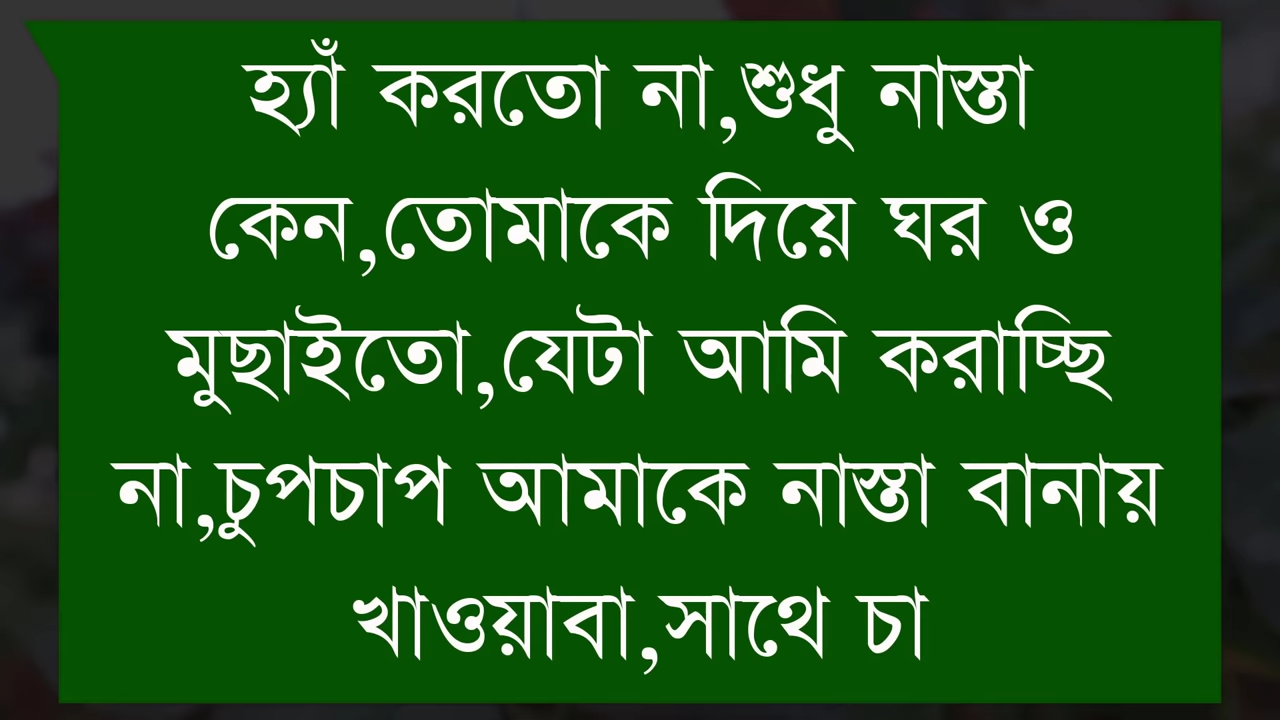 হ্যাঁ করতো না,শুধু নাস্তা
কেন,তোমাকে দিয়ে ঘর ও
মুছাইতো,যেটা আমি করাচ্ছি
না,চুপচাপ আমাকে নাস্তা বানায়
খাওয়াবা,সাথে চা